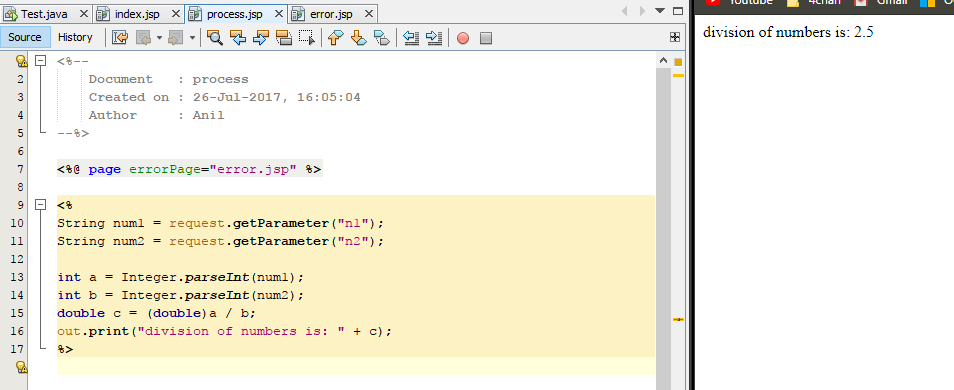 Test.java index.jsp process.jsp error.jsp
Source History
<%--
2 Document : process
3 Created on : 26-Jul-2017, 16:05:04
4 Author : Anil
5 --%>
6
7 <%@ page errorPage="error.jsp" %>
8
9 <%
10 String num1 = request.getParameter("n1");
11 String num2 = request.getParameter("n2");
12
13 int a = Integer.parseInt(num1);
14 int b = Integer.parseInt(num2);
15 double c = (double)a / b;
16 out.print("division of numbers is: " + c);
17 %>
Youtube 4chan Gmail
division of numbers is: 2.5